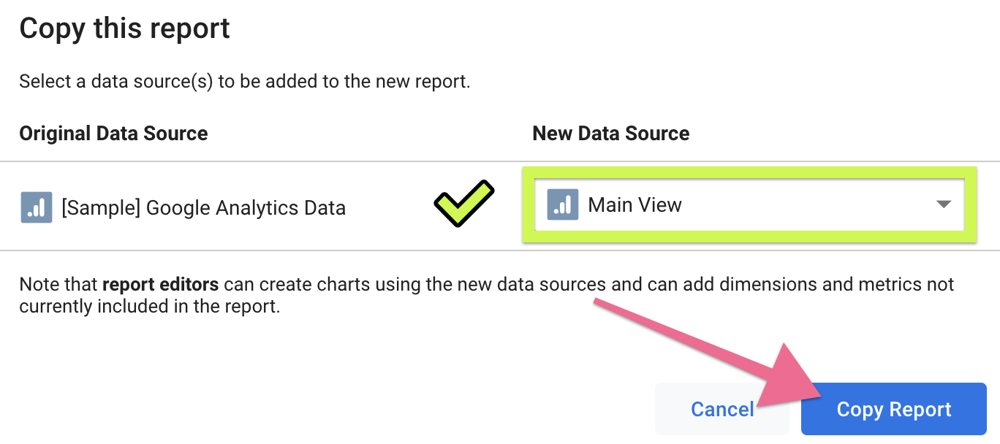 Copy this report
Select a data source(s) to be added to the new report.
Original Data Source
New Data Source
[Sample] Google Analytics Data
Main View
Note that report editors can create charts using the new data sources and can add dimensions and metrics not
currently included in the report.
Cancel
Copy Report